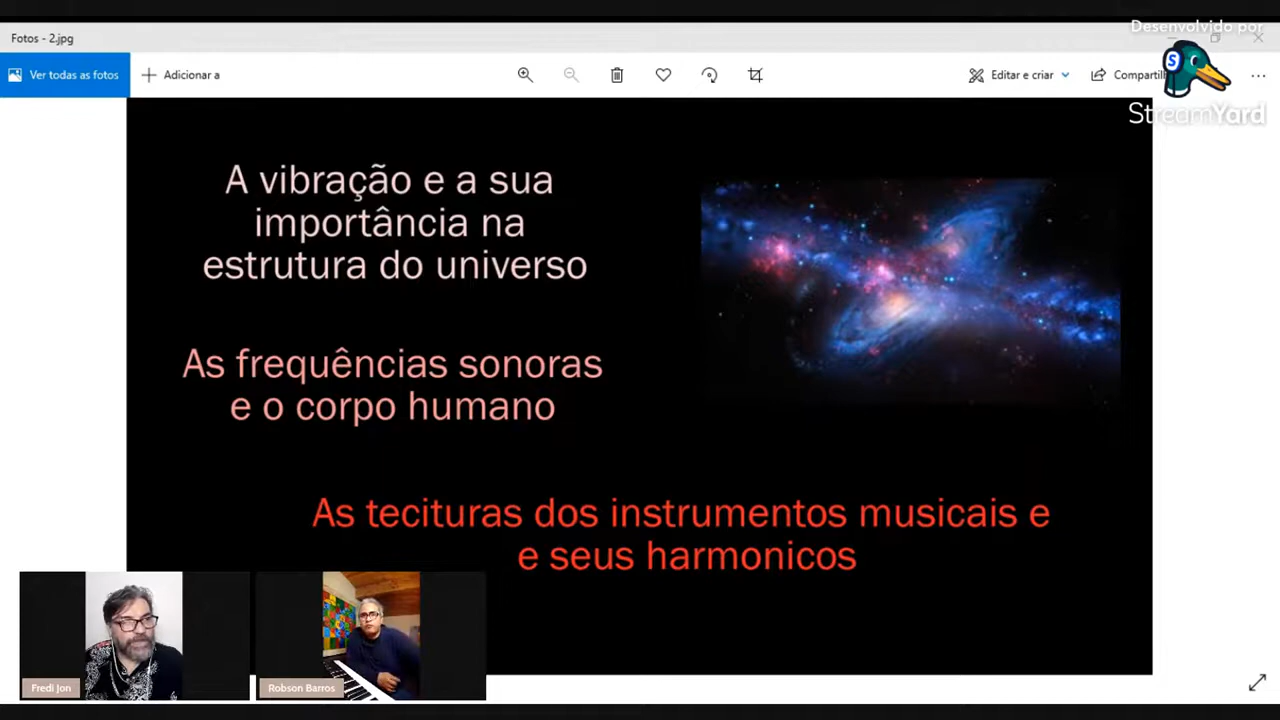 Desenvolvido por
Fotos - 2.jpg
Ver todas as fotos
Adicionar a
Editar e criar
S
StreamYard
A vibração e a sua
importância na
estrutura do universo
As frequências sonoras
e o corpo humano
As tecituras dos instrumentos musicais e
e seus harmonicos
Fredi Jon
Robson Barros